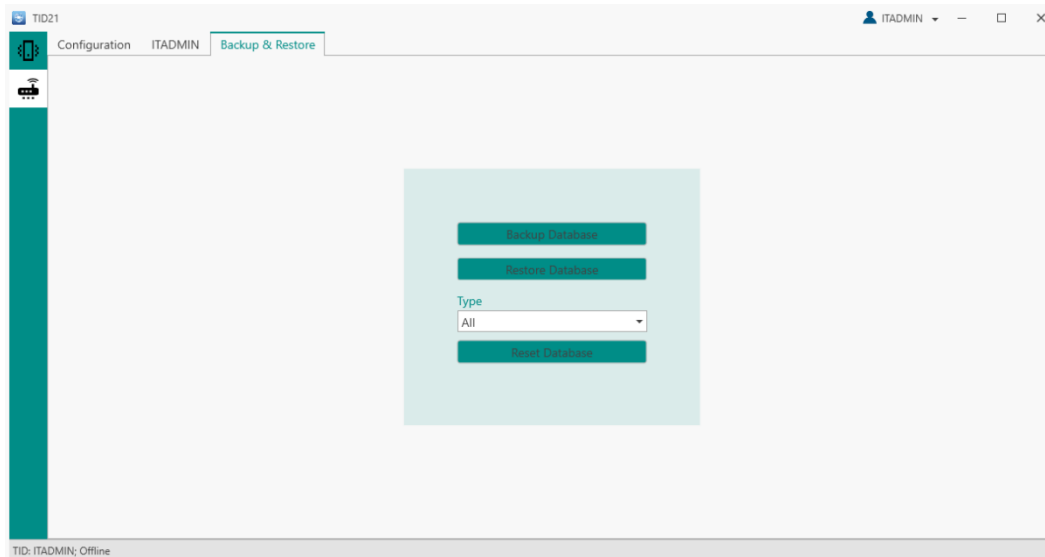 TID21
ITADMIN
Configuration ITADMIN Backup & Restore
Backup Database
Restore Database
Type
All
Reset Database
TID: ITADMIN; Offline